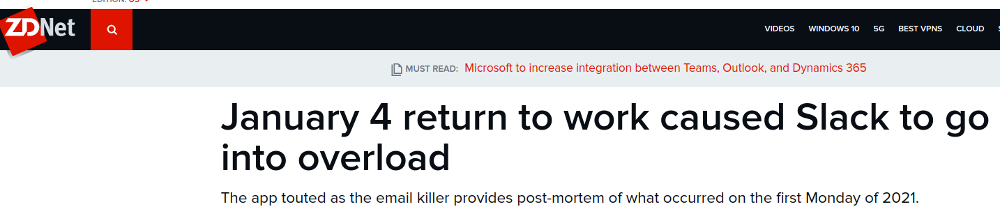 EDITION: US
ZDNet
VIDEOS WINDOWS 10 5G BEST VPNS CLOUD
MUST READ: Microsoft to increase integration between Teams, Outlook, and Dynamics 365
January 4 return to work caused Slack to go
into overload
The app touted as the email killer provides post-mortem of what occurred on the first Monday of 2021.